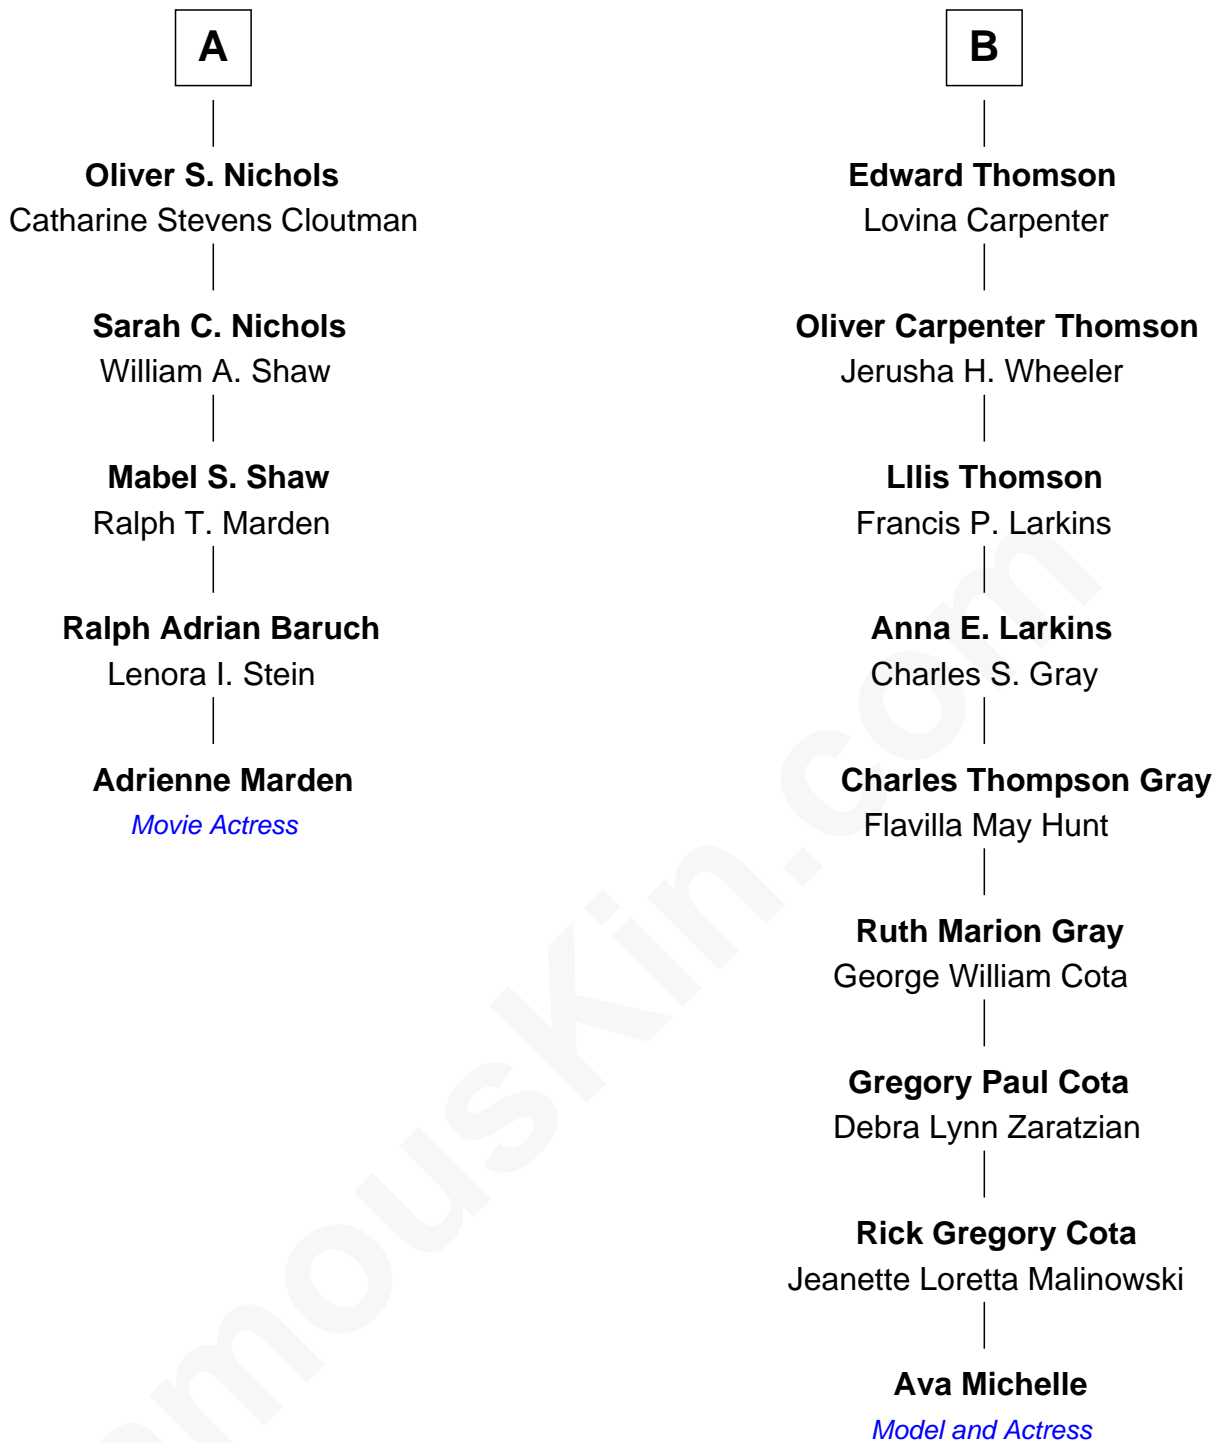 A
Oliver S. Nichols
Catharine Stevens Cloutman
Sarah C. Nichols
William A. Shaw
Mabel S. Shaw
Ralph T. Marden
Ralph Adrian Baruch
Lenora I. Stein
Adrienne Marden
Movie Actress
B
Edward Thomson
Lovina Carpenter
Oliver Carpenter Thomson
Jerusha H. Wheeler
Lllis Thomson
Francis P. Larkins
Anna E. Larkins
Charles S. Gray
Charles Thompson Gray
Flavilla May Hunt
Ruth Marion Gray
George William Cota
Gregory Paul Cota
Debra Lynn Zaratzian
Rick Gregory Cota
Jeanette Loretta Malinowski
Ava Michelle
Model and Actress
amousKin.com